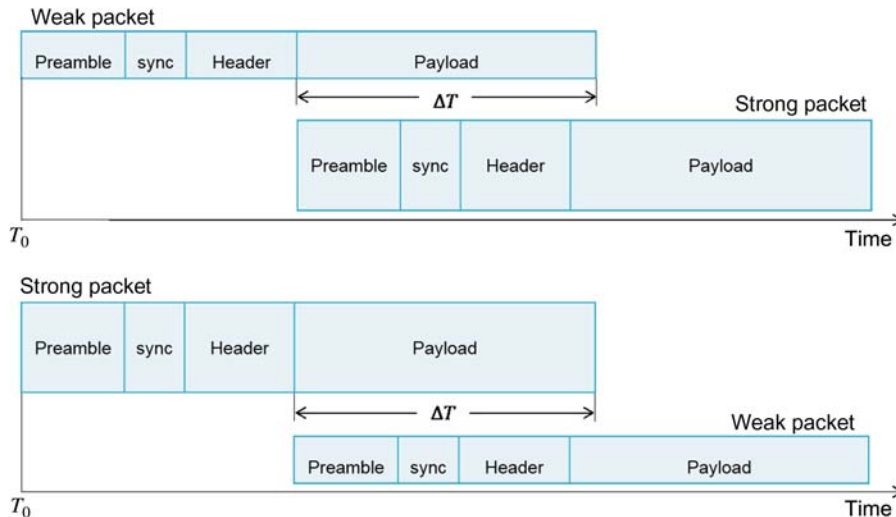 Weak packet
Preamble sync Header Payload
ΔT
Strong packet
Preamble sync Header Payload
T₀ Time
Strong packet
Preamble sync Header Payload
ΔT
Weak packet
Preamble sync Header Payload
T₀ Time